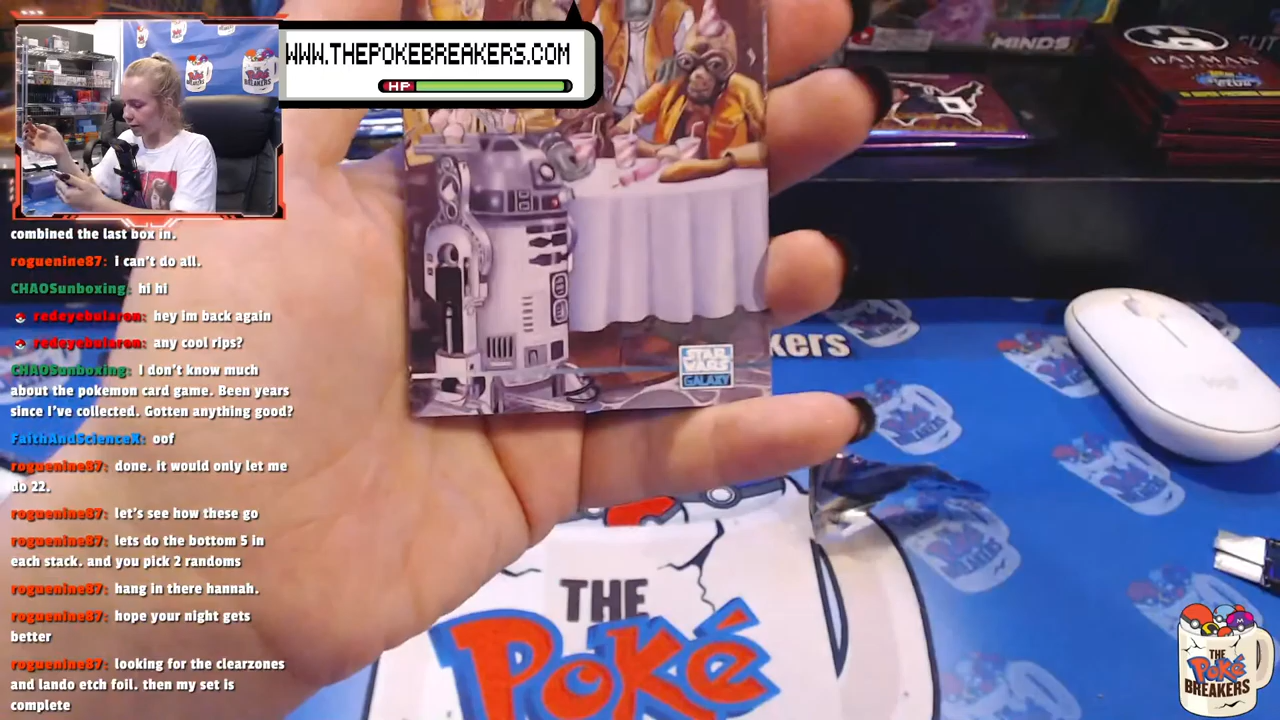 WWW.THEPOKEBREAKERS.COM
HP
combined the last box in.
roguenine87: i can't do all.
CHAOSunboxing: hi hi
redeyebularon: hey im back again
redeyebularon: any cool rips?
CHAOSunboxing: I don't know much
about the pokemon card game. Been years
since I've collected. Gotten anything good?
FaithAndScienceX: oof
roguenine87: done. it would only let me
do 22.
roguenine87: let's see how these go
roguenine87: lets do the bottom 5 in
each stack. and you pick 2 randoms
roguenine87: hang in there hannah.
roguenine87: hope your night gets
better
roguenine87: looking for the clearzones
and lando etch foil. then my set is
complete
MINDS
BATMAN
STAR
WARS
GALAXY
kers
THE
Poké
THE
POKÉ
BREAKERS